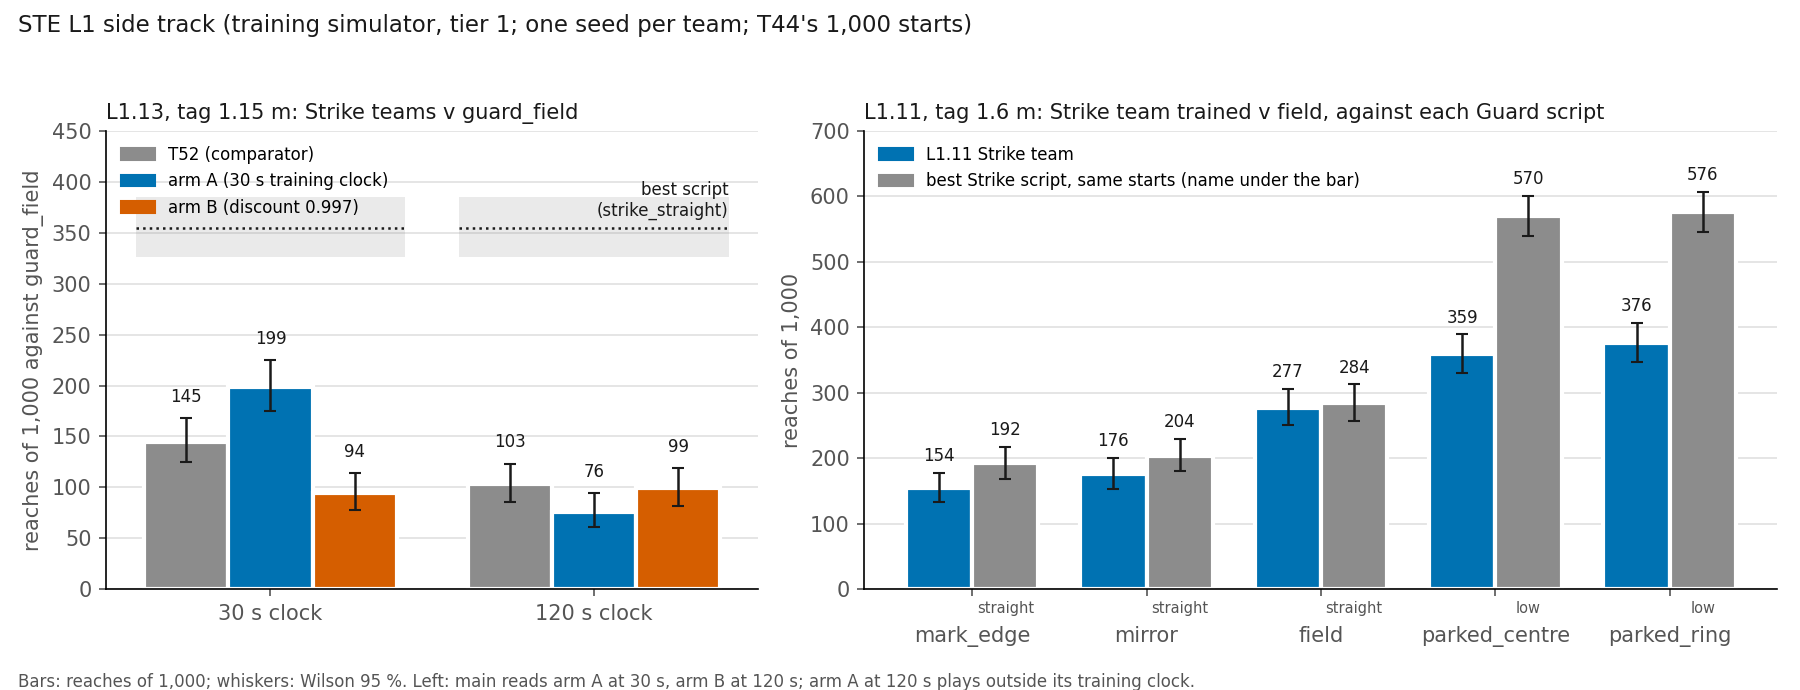 STE L1 side track (training simulator, tier 1; one seed per team; T44's 1,000 starts)
L1.13, tag 1.15 m: Strike teams v guard_field
reaches of 1,000 against guard_field
450
400
350
300
250
200
150
100
50
0
T52 (comparator)
arm A (30 s training clock)
arm B (discount 0.997)
best script
(strike_straight)
145
199
94
103
76
99
30 s clock
120 s clock
L1.11, tag 1.6 m: Strike team trained v field, against each Guard script
reaches of 1,000
700
600
500
400
300
200
100
0
L1.11 Strike team
best Strike script, same starts (name under the bar)
154
192
176
204
277
284
359
570
376
576
straight
straight
straight
low
low
mark_edge
mirror
field
parked_centre
parked_ring
Bars: reaches of 1,000; whiskers: Wilson 95 %. Left: main reads arm A at 30 s, arm B at 120 s; arm A at 120 s plays outside its training clock.